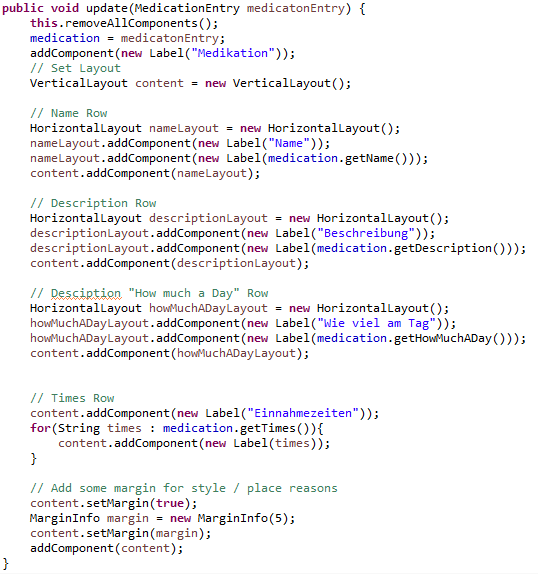 public void update(MedicationEntry medicatonEntry) {
    this.removeAllComponents();
    medication = medicatonEntry;
    addComponent(new Label("Medikation"));
    // Set Layout
    VerticalLayout content = new VerticalLayout();

    // Name Row
    HorizontalLayout nameLayout = new HorizontalLayout();
    nameLayout.addComponent(new Label("Name"));
    nameLayout.addComponent(new Label(medication.getName()));
    content.addComponent(nameLayout);

    // Description Row
    HorizontalLayout descriptionLayout = new HorizontalLayout();
    descriptionLayout.addComponent(new Label("Beschreibung"));
    descriptionLayout.addComponent(new Label(medication.getDescription()));
    content.addComponent(descriptionLayout);

    // Desciption "How much a Day" Row
    HorizontalLayout howMuchADayLayout = new HorizontalLayout();
    howMuchADayLayout.addComponent(new Label("Wie viel am Tag"));
    howMuchADayLayout.addComponent(new Label(medication.getHowMuchADay()));
    content.addComponent(howMuchADayLayout);


    // Times Row
    content.addComponent(new Label("Einnahmezeiten"));
    for(String times : medication.getTimes()){
        content.addComponent(new Label(times));
    }

    // Add some margin for style / place reasons
    content.setMargin(true);
    MarginInfo margin = new MarginInfo(5);
    content.setMargin(margin);
    addComponent(content);
}